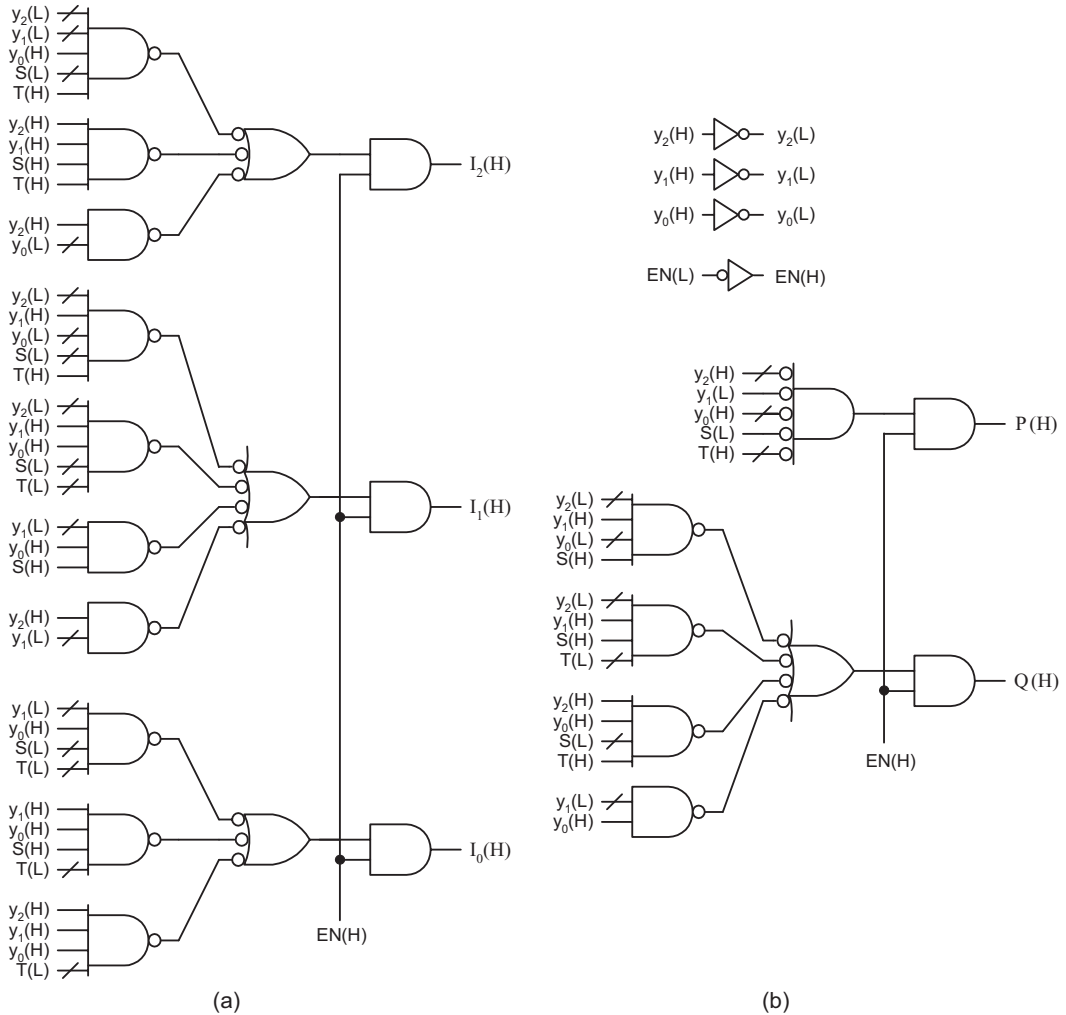 y₂(L)
y₁(L)
y₀(H)
S(L)
T(H)
y₂(H)
y₁(H)
S(H)
T(H)
y₂(H)
y₀(L)
I₂(H)
y₂(L)
y₁(H)
y₀(L)
S(L)
T(H)
y₂(L)
y₁(H)
y₀(H)
S(L)
T(L)
y₁(L)
y₀(H)
S(H)
y₂(H)
y₁(L)
I₁(H)
y₁(L)
y₀(H)
S(L)
T(L)
y₁(H)
y₀(H)
S(H)
T(L)
y₂(H)
y₁(H)
y₀(H)
T(L)
I₀(H)
EN(H)
(a)
y₂(H) y₂(L)
y₁(H) y₁(L)
y₀(H) y₀(L)
EN(L) EN(H)
y₂(H)
y₁(L)
y₀(H)
S(L)
T(H)
P(H)
y₂(L)
y₁(H)
y₀(L)
S(H)
y₂(L)
y₁(H)
S(H)
T(L)
y₂(H)
y₀(H)
S(L)
T(H)
y₁(L)
y₀(H)
Q(H)
EN(H)
(b)